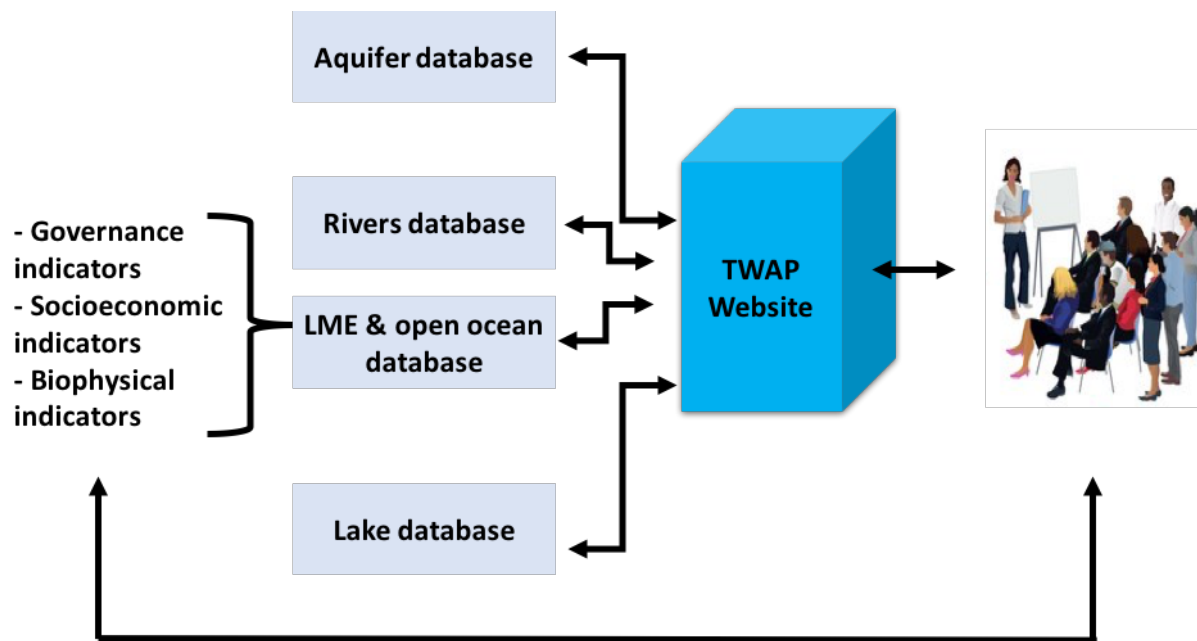 Aquifer database
Rivers database
LME & open ocean
database
Lake database
- Governance
indicators
- Socioeconomic
indicators
- Biophysical
indicators
TWAP
Website